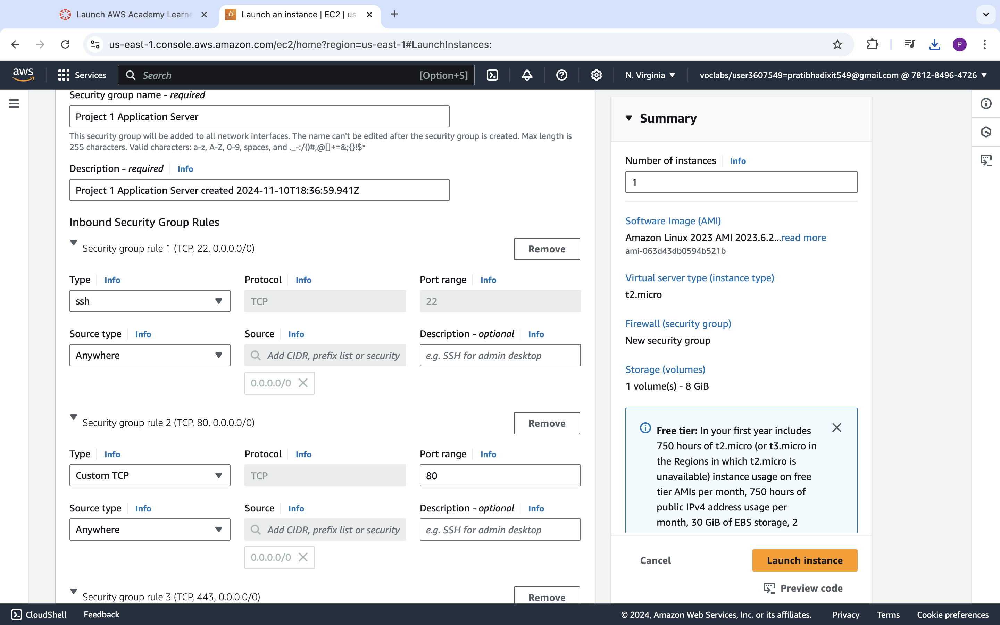 Launch AWS Academy Learne
Launch an instance | EC2 | us-
us-east-1.console.aws.amazon.com/ec2/home?region=us-east-1#LaunchInstances:
P
aws
Services
Search
[Option+S]
N. Virginia
voclabs/user3607549=pratibhadixit549@gmail.com @ 7812-8496-4726
Security group name - required
Project 1 Application Server
This security group will be added to all network interfaces. The name can't be edited after the security group is created. Max length is
255 characters. Valid characters: a-z, A-Z, 0-9, spaces, and ._-:/()#,@[]+=&;{}!$*
Description - required
Info
Project 1 Application Server created 2024-11-10T18:36:59.941Z
Inbound Security Group Rules
Security group rule 1 (TCP, 22, 0.0.0.0/0)
Remove
Type Info
Protocol Info
Port range Info
ssh
TCP
22
Source type Info
Source Info
Description - optional Info
Anywhere
Add CIDR, prefix list or security
e.g. SSH for admin desktop
0.0.0.0/0
Security group rule 2 (TCP, 80, 0.0.0.0/0)
Remove
Type Info
Protocol Info
Port range Info
Custom TCP
TCP
80
Source type Info
Source Info
Description - optional Info
Anywhere
Add CIDR, prefix list or security
e.g. SSH for admin desktop
0.0.0.0/0
Security group rule 3 (TCP, 443, 0.0.0.0/0)
Remove
Summary
Number of instances Info
1
Software Image (AMI)
Amazon Linux 2023 AMI 2023.6.2...read more
ami-063d43db0594b521b
Virtual server type (instance type)
t2.micro
Firewall (security group)
New security group
Storage (volumes)
1 volume(s) - 8 GiB
Free tier: In your first year includes
750 hours of t2.micro (or t3.micro in
the Regions in which t2.micro is
unavailable) instance usage on free
tier AMIs per month, 750 hours of
public IPv4 address usage per
month, 30 GiB of EBS storage, 2
Cancel
Launch instance
Preview code
CloudShell
Feedback
© 2024, Amazon Web Services, Inc. or its affiliates.
Privacy
Terms
Cookie preferences